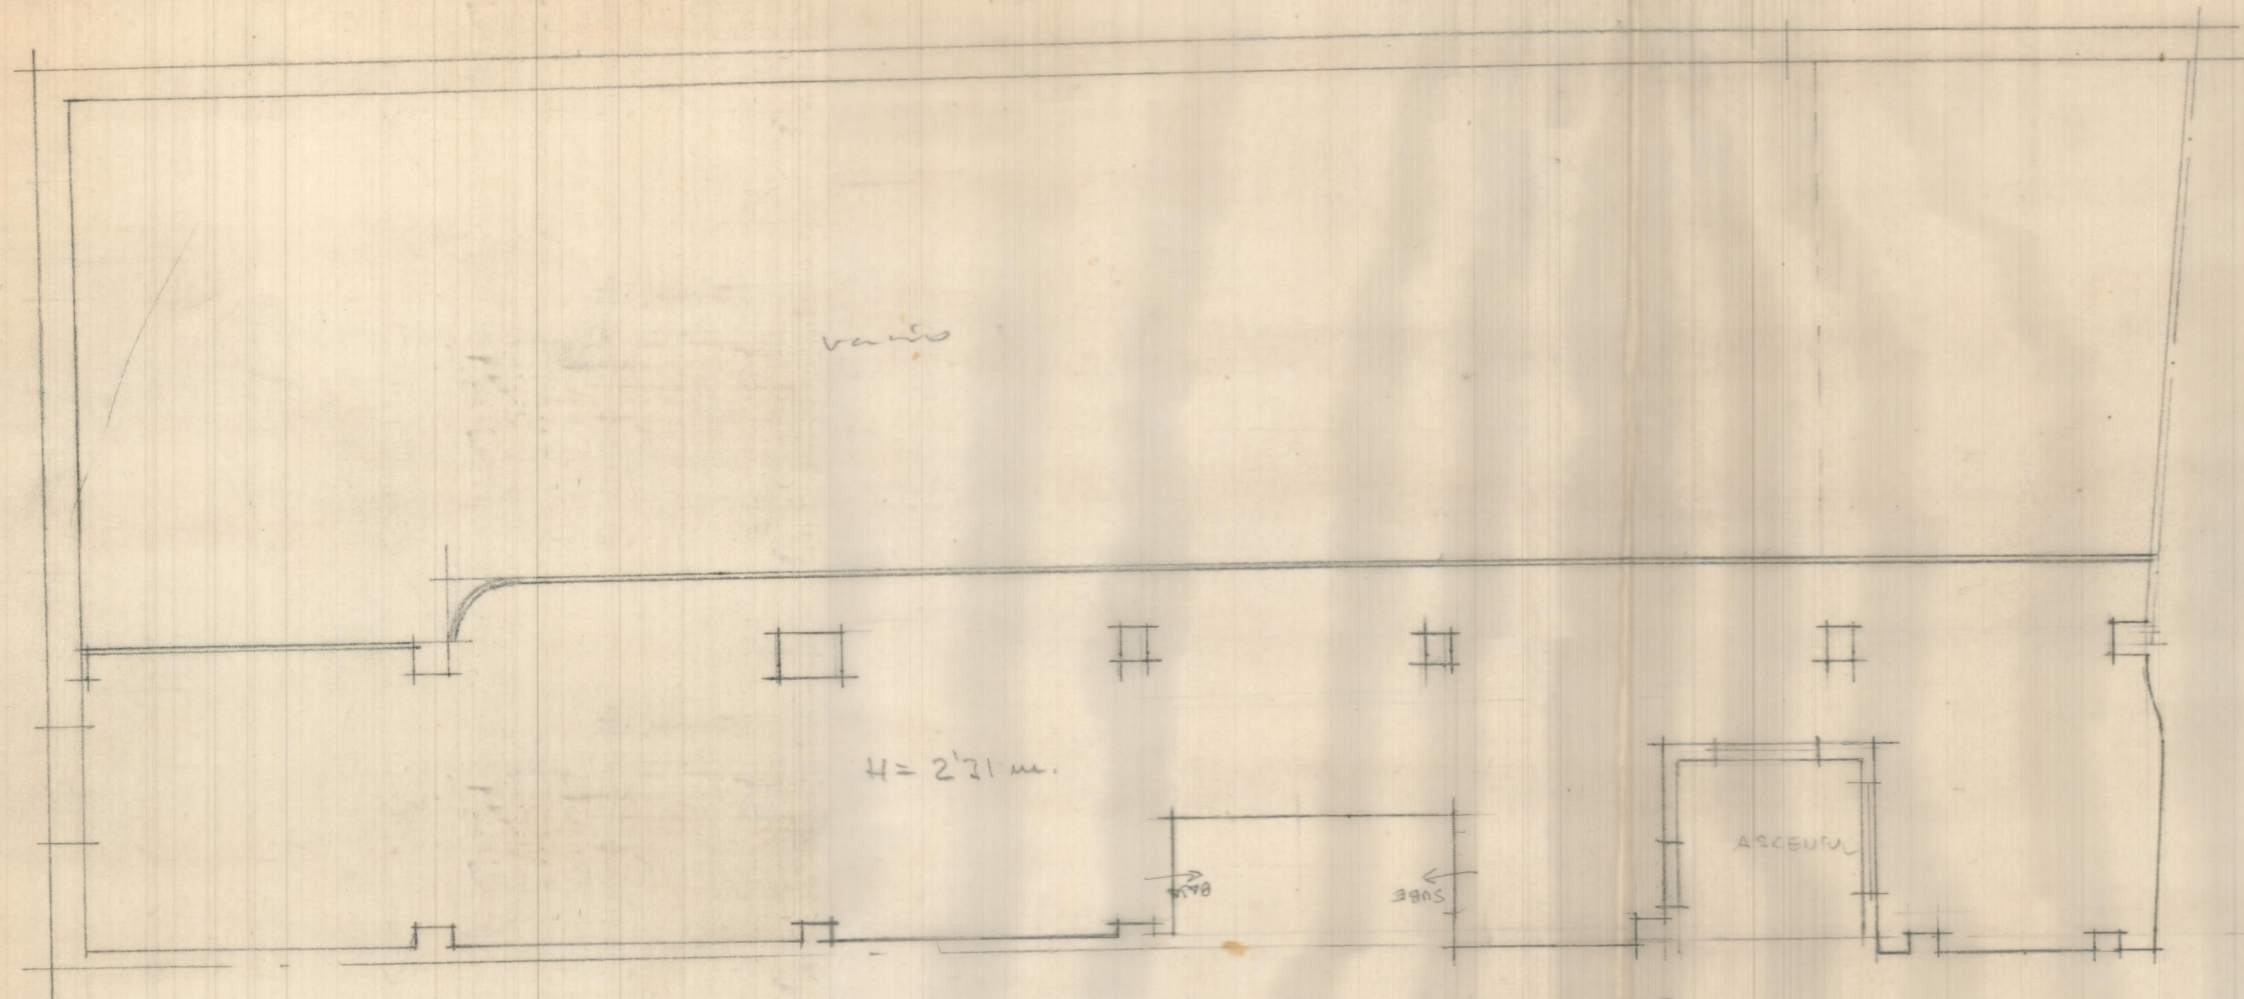 vacío
H = 2'31 m.
BAJA
SUBE
ASCENSOR